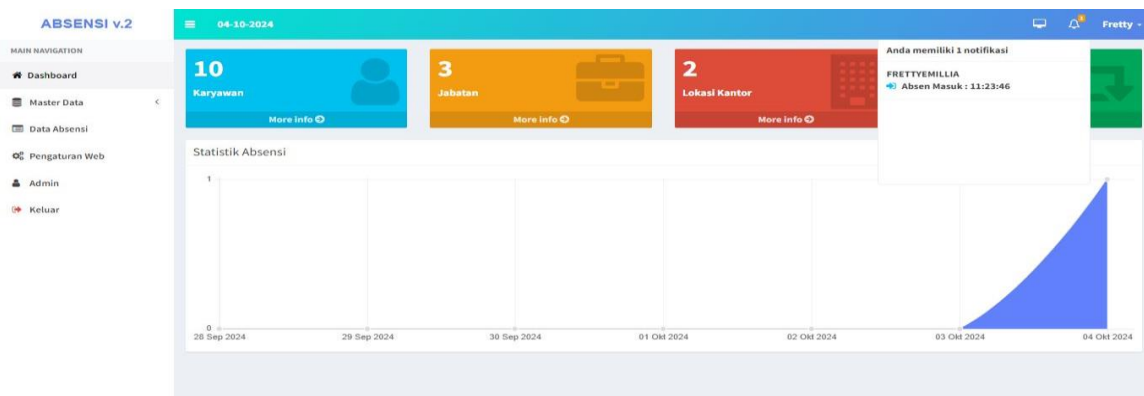 ABSENSI v.2
04-10-2024
Fretty
MAIN NAVIGATION
Dashboard
Master Data
Data Absensi
Pengaturan Web
Admin
Keluar
10
Karyawan
More info
3
Jabatan
More info
2
Lokasi Kantor
More info
Anda memiliki 1 notifikasi
FRETTYEMILLIA
Absen Masuk : 11:23:46
Statistik Absensi
1
0
28 Sep 2024
29 Sep 2024
30 Sep 2024
01 Okt 2024
02 Okt 2024
03 Okt 2024
04 Okt 2024